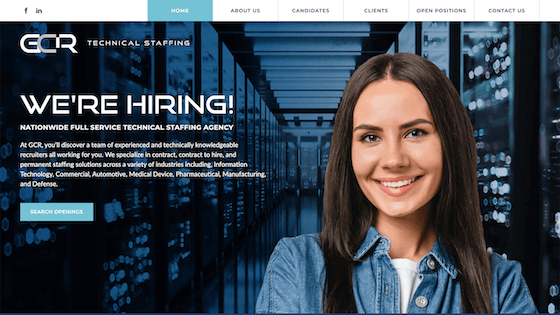 HOME ABOUT US CANDIDATES CLIENTS OPEN POSITIONS CONTACT US
GCR TECHNICAL STAFFING
WE'RE HIRING!
NATIONWIDE FULL SERVICE TECHNICAL STAFFING AGENCY
At GCR, you'll discover a team of experienced and technically knowledgeable
recruiters all working for you. We specialize in contract, contract to hire, and
permanent staffing solutions across a variety of industries including, Information
Technology, Commercial, Automotive, Medical Device, Pharmaceutical, Manufacturing,
and Defense.
SEARCH OPENINGS